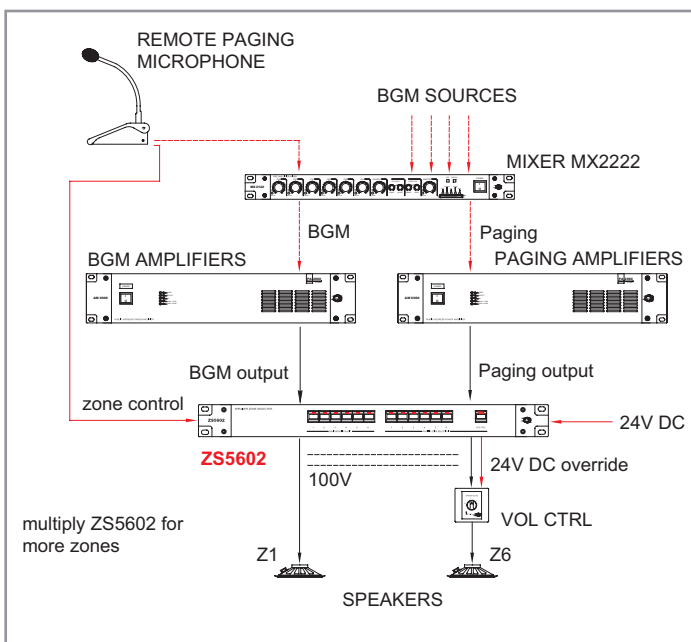 REMOTE PAGING
MICROPHONE
BGM SOURCES
MIXER MX2222
BGM
Paging
BGM AMPLIFIERS
PAGING AMPLIFIERS
BGM output
Paging output
zone control
24V DC
ZS5602
ZS5602
24V DC override
100V
multiply ZS5602 for
more zones
VOL CTRL
Z1
Z6
SPEAKERS